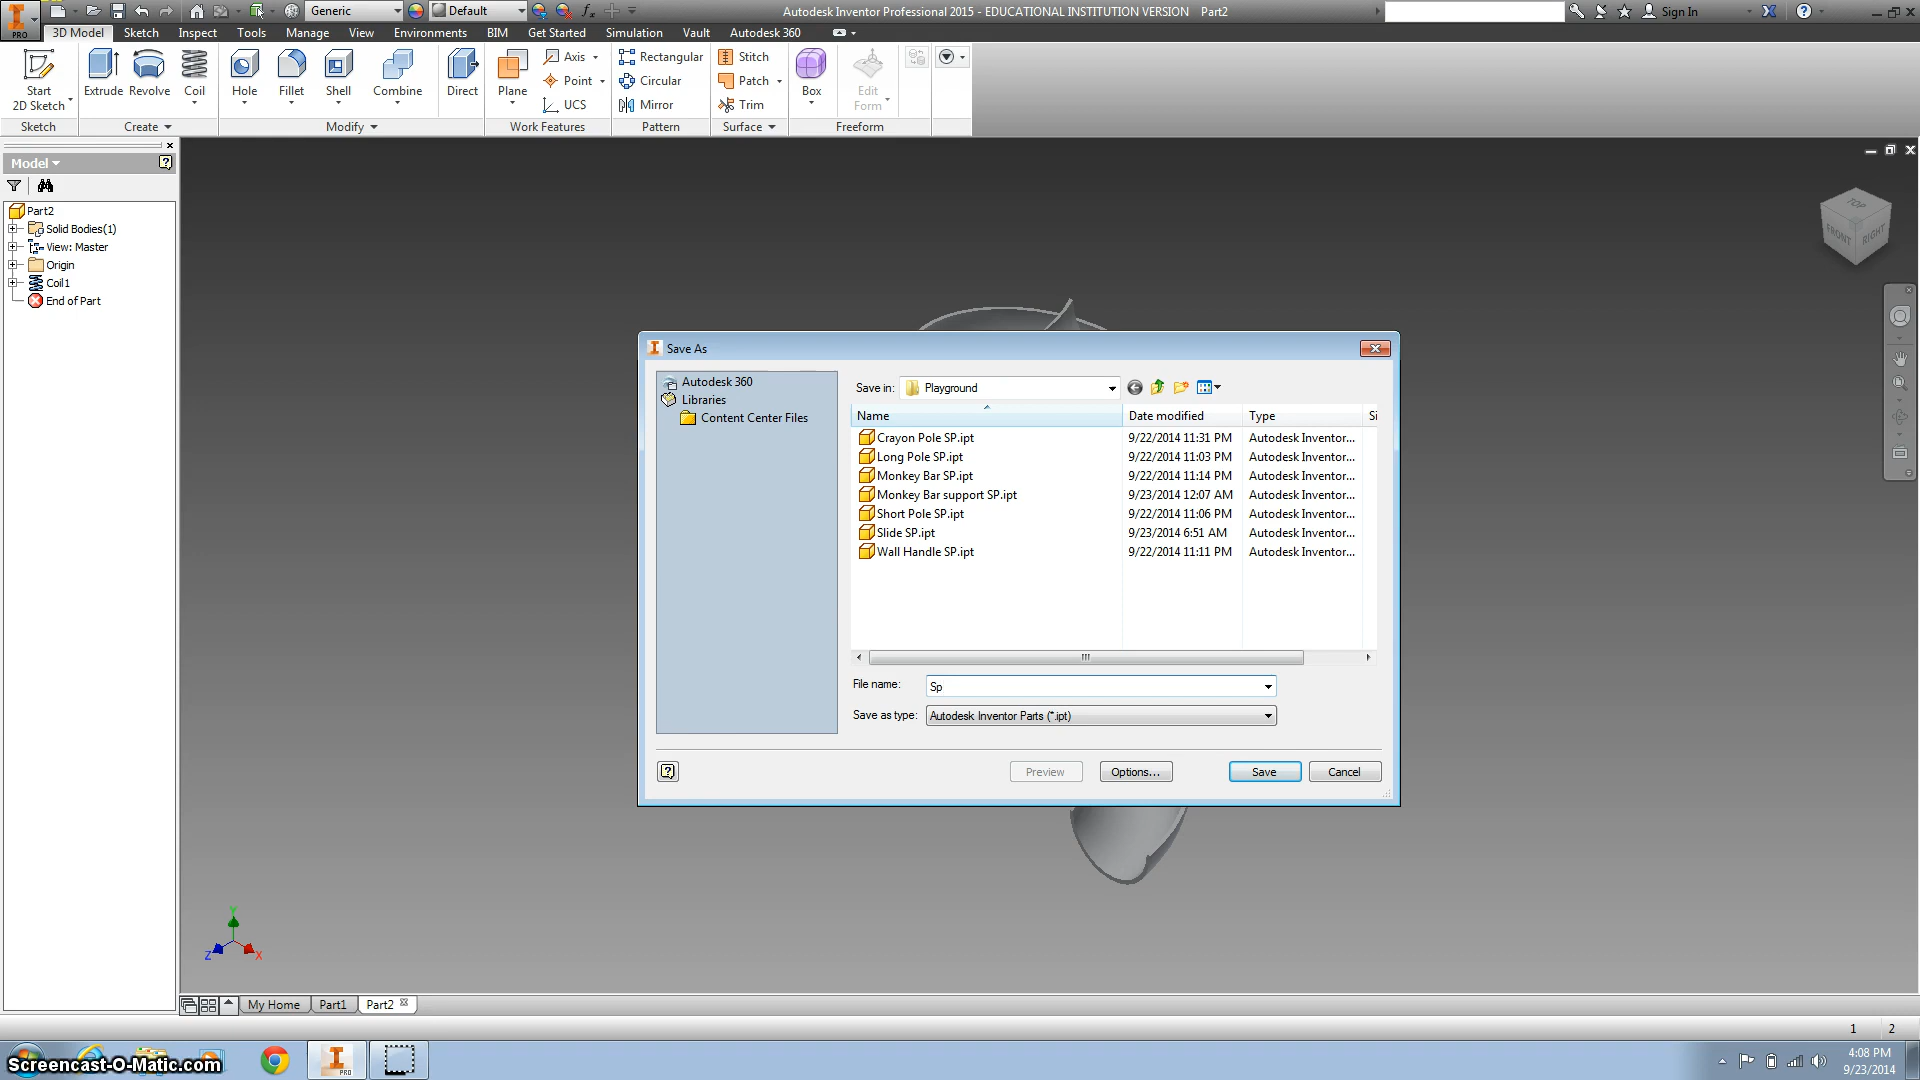 Generic
Default
Autodesk Inventor Professional 2015 - EDUCATIONAL INSTITUTION VERSION Part2
Sign In
PRO
3D Model Sketch Inspect Tools Manage View Environments BIM Get Started Simulation Vault Autodesk 360
Start
2D Sketch
Extrude Revolve Coil
Hole Fillet Shell Combine
Direct
Plane
Axis
Point
UCS
Rectangular
Circular
Mirror
Stitch
Patch
Trim
Box
Edit
Form
Sketch Create Modify Work Features Pattern Surface Freeform
Model
Part2
Solid Bodies(1)
View: Master
Origin
Coil1
End of Part
TOP
FRONT RIGHT
Save As
Autodesk 360
Libraries
Content Center Files
Save in: Playground
Name Date modified Type Si
Crayon Pole SP.ipt 9/22/2014 11:31 PM Autodesk Inventor...
Long Pole SP.ipt 9/22/2014 11:03 PM Autodesk Inventor...
Monkey Bar SP.ipt 9/22/2014 11:14 PM Autodesk Inventor...
Monkey Bar support SP.ipt 9/23/2014 12:07 AM Autodesk Inventor...
Short Pole SP.ipt 9/22/2014 11:06 PM Autodesk Inventor...
Slide SP.ipt 9/23/2014 6:51 AM Autodesk Inventor...
Wall Handle SP.ipt 9/22/2014 11:11 PM Autodesk Inventor...
File name: Sp
Save as type: Autodesk Inventor Parts (*.ipt)
Preview Options... Save Cancel
Y
Z X
My Home Part1 Part2
1 2
Screencast-O-Matic.com
PRO
4:08 PM
9/23/2014